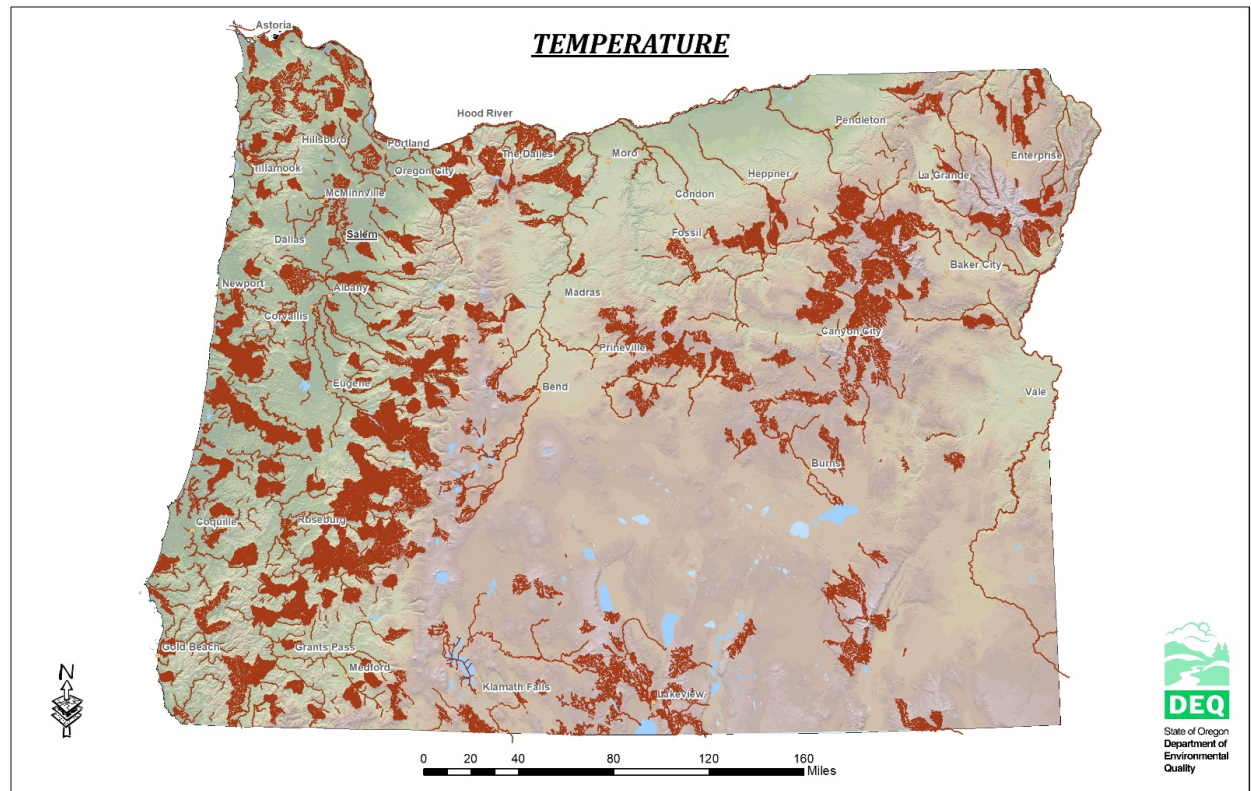 Astoria
TEMPERATURE
Hood River
Hillsboro
Portland
The Dalles
Moro
Pendleton
Tillamook
Oregon City
Enterprise
La Grande
Heppner
McMinnville
Condon
Dallas
Salem
Fossil
Baker City
Newport
Albany
Madras
Corvallis
Canyon City
Prineville
Eugene
Bend
Vale
Burns
Coquille
Roseburg
Gold Beach
Grants Pass
Medford
Klamath Falls
Lakeview
N
DEQ
State of Oregon
Department of
Environmental
Quality
0 20 40 80 120 160
Miles